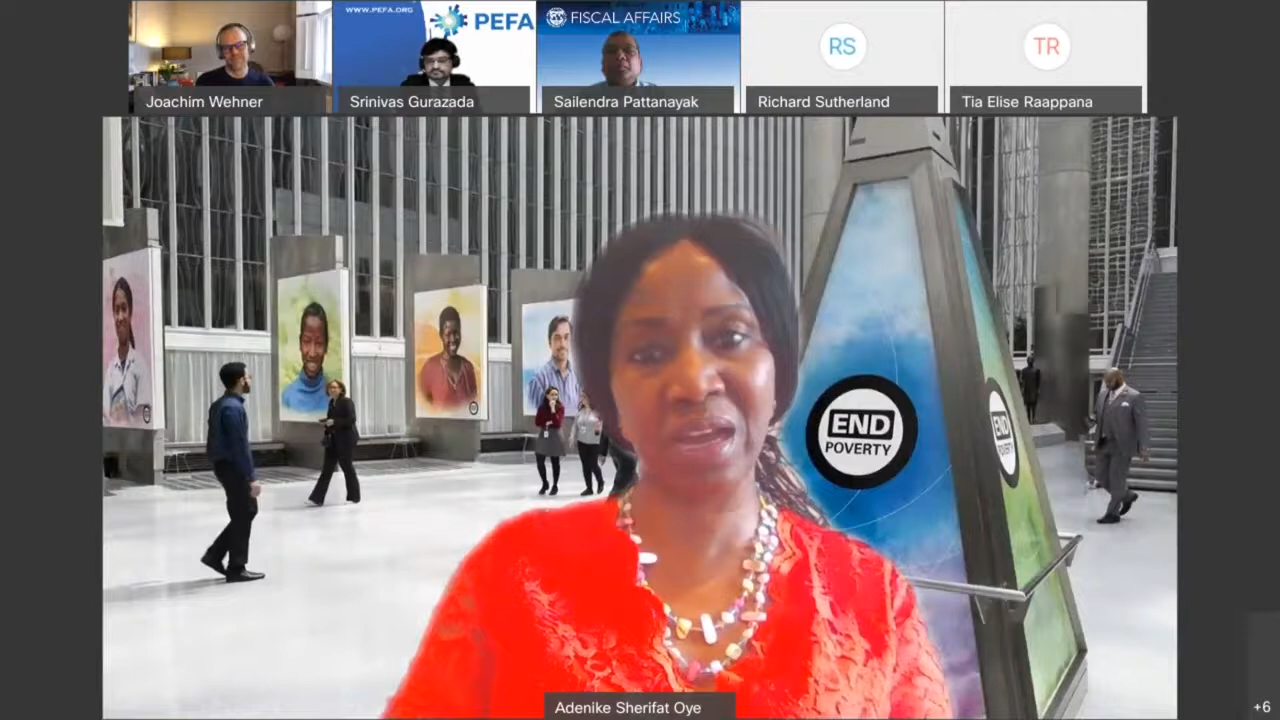 WWW.PEFA.ORG
PEFA
FISCAL AFFAIRS
RS
TR
Joachim Wehner
Srinivas Gurazada
Sailendra Pattanayak
Richard Sutherland
Tia Elise Raappana
END
POVERTY
END
POVERTY
Adenike Sherifat Oye
+6